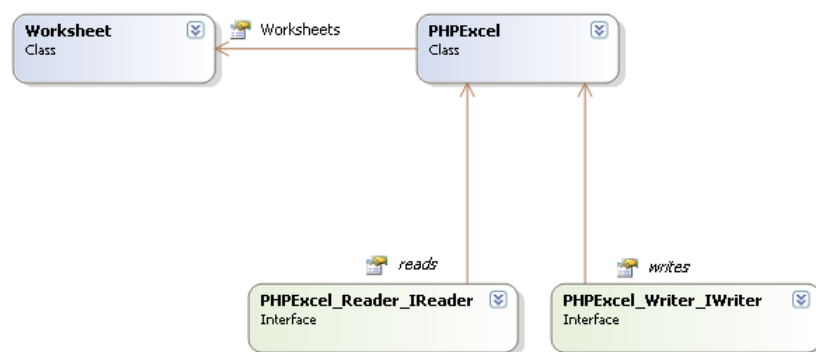 Worksheet
Class
Worksheets
PHPExcel
Class
reads
writes
PHPExcel_Reader_IReader
Interface
PHPExcel_Writer_IWriter
Interface